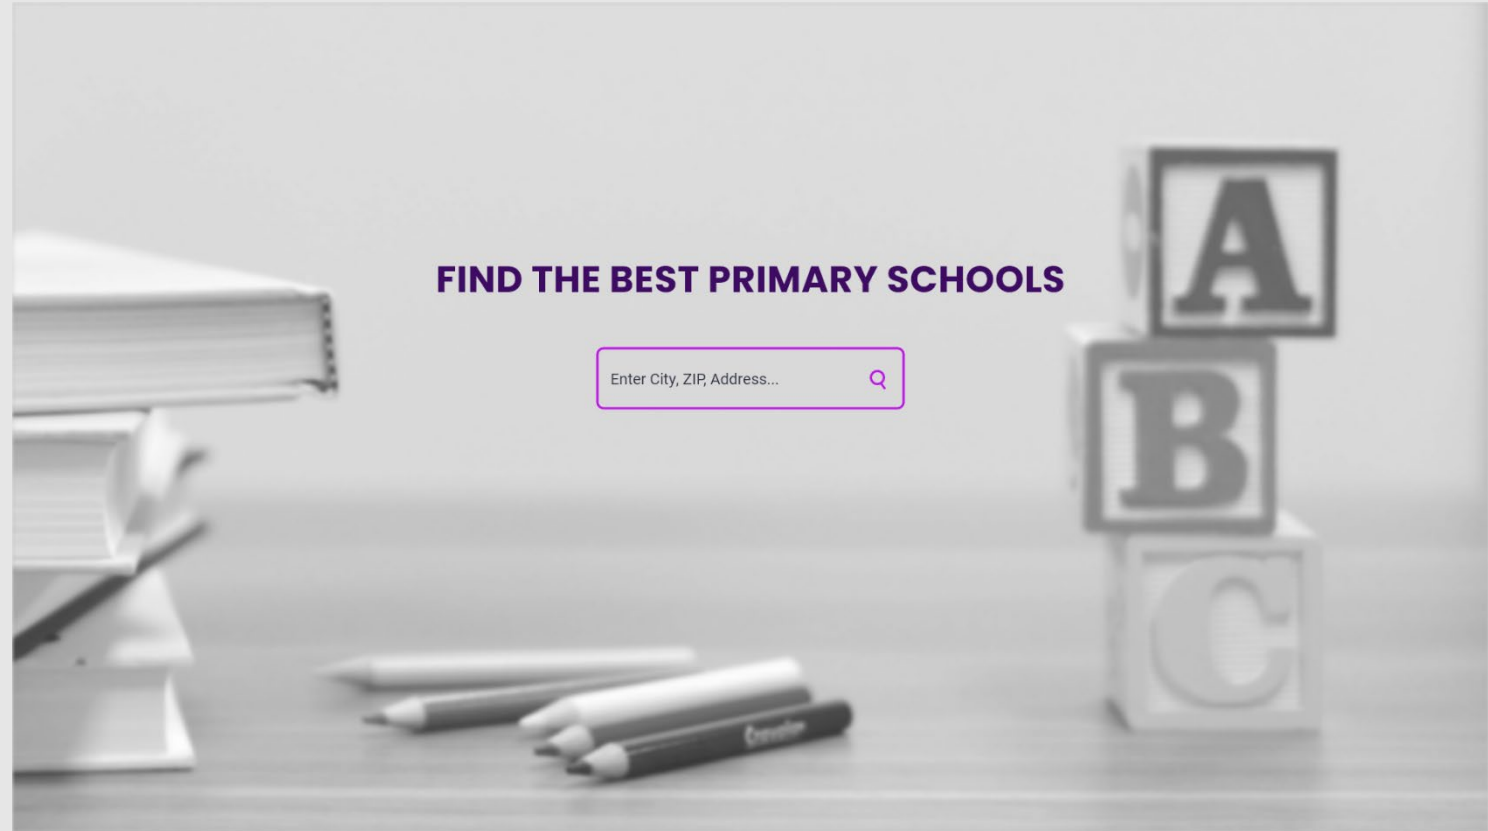 FIND THE BEST PRIMARY SCHOOLS
Enter City, ZIP, Address...
A
B
C